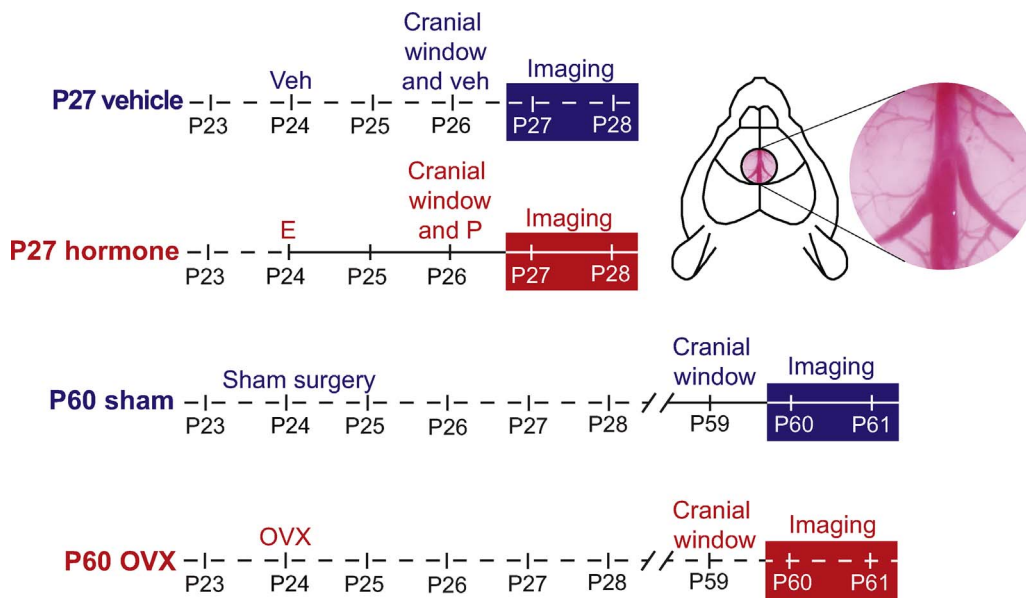 Cranial
window
and veh
Veh
Imaging
P27 vehicle
P23 P24 P25 P26 P27 P28
Cranial
window
and P
E
Imaging
P27 hormone
P23 P24 P25 P26 P27 P28
Cranial
window
Sham surgery
Imaging
P60 sham
P23 P24 P25 P26 P27 P28 P59 P60 P61
Cranial
window
OVX
Imaging
P60 OVX
P23 P24 P25 P26 P27 P28 P59 P60 P61